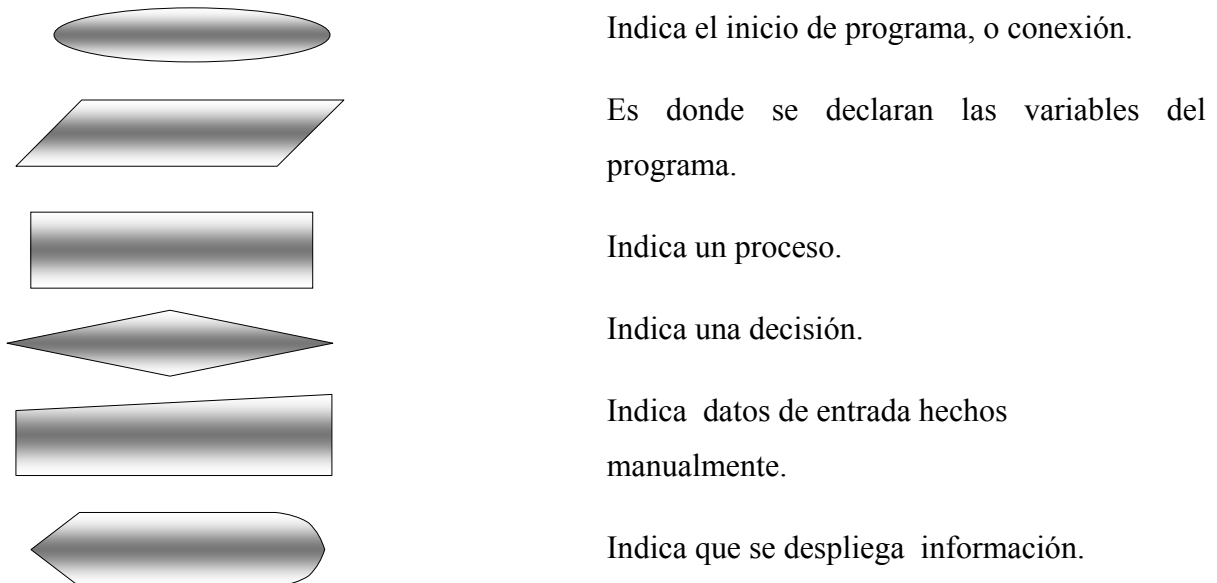 Indica el inicio de programa, o conexión.
Es donde se declaran las variables del
programa.
Indica un proceso.
Indica una decisión.
Indica datos de entrada hechos
manualmente.
Indica que se despliega información.